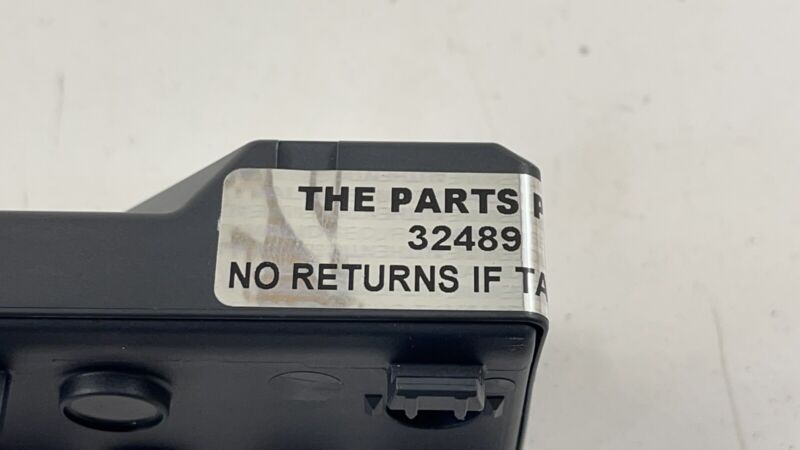 THE PARTS P
32489
NO RETURNS IF TA